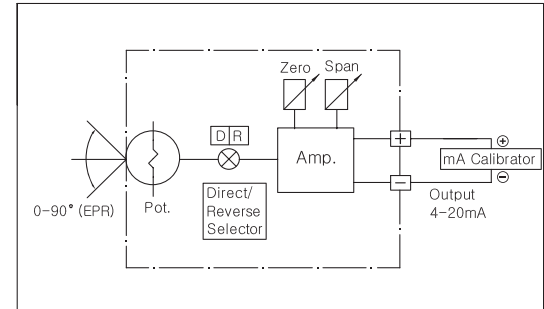 Zero Span
D R
Amp.
+
⊕
mA Calibrator
−
⊖
0-90° (EPR)
Pot.
Direct/
Reverse
Selector
Output
4-20mA